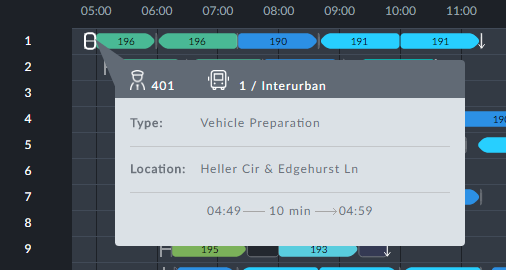 05:00 06:00 07:00 08:00 09:00 10:00 11:00
1 196 196 190 191 191
2
401 1 / Interurban
3
Type: Vehicle Preparation
4
5
Location: Heller Cir & Edgehurst Ln
6
7
04:49 10 min 04:59
8
9 195 193